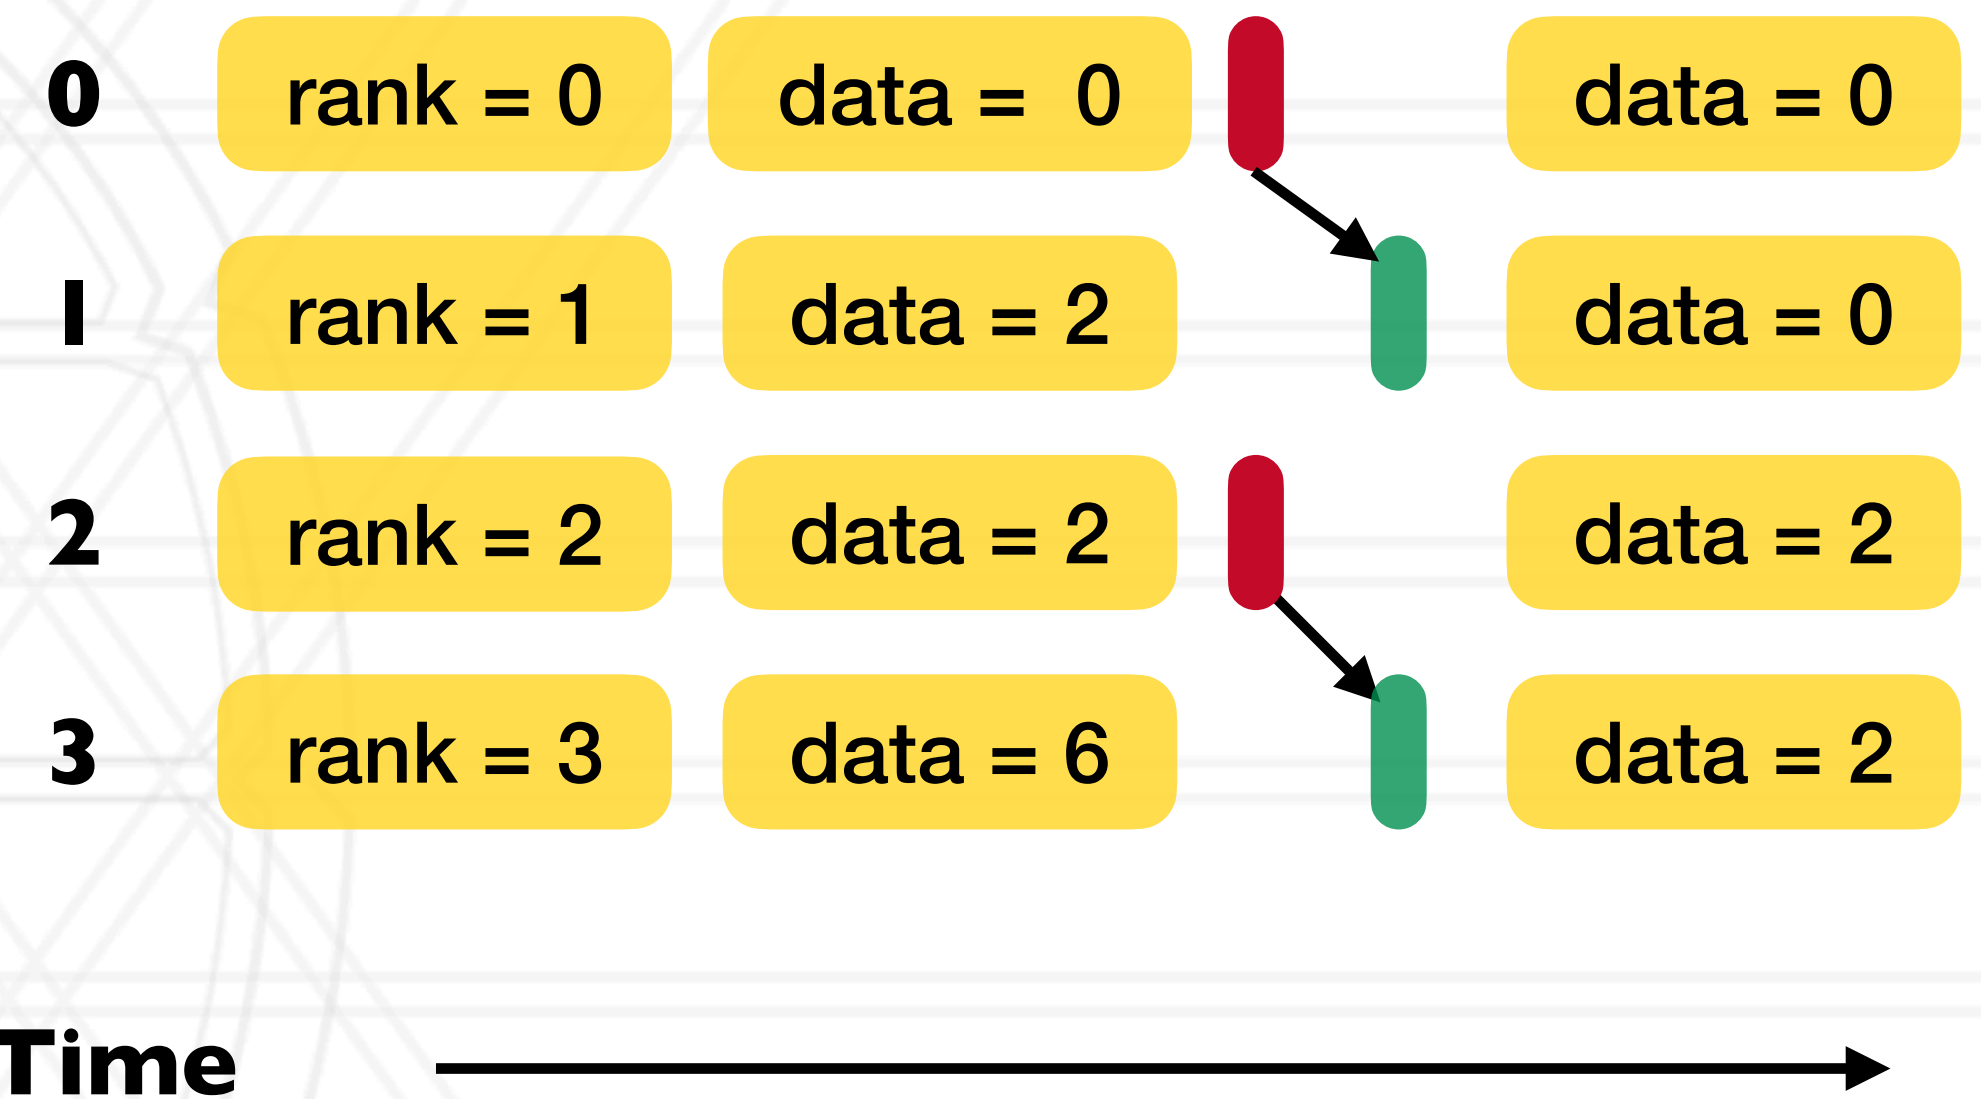 0 rank = 0 data = 0 data = 0
1 rank = 1 data = 2 data = 0
2 rank = 2 data = 2 data = 2
3 rank = 3 data = 6 data = 2
Time